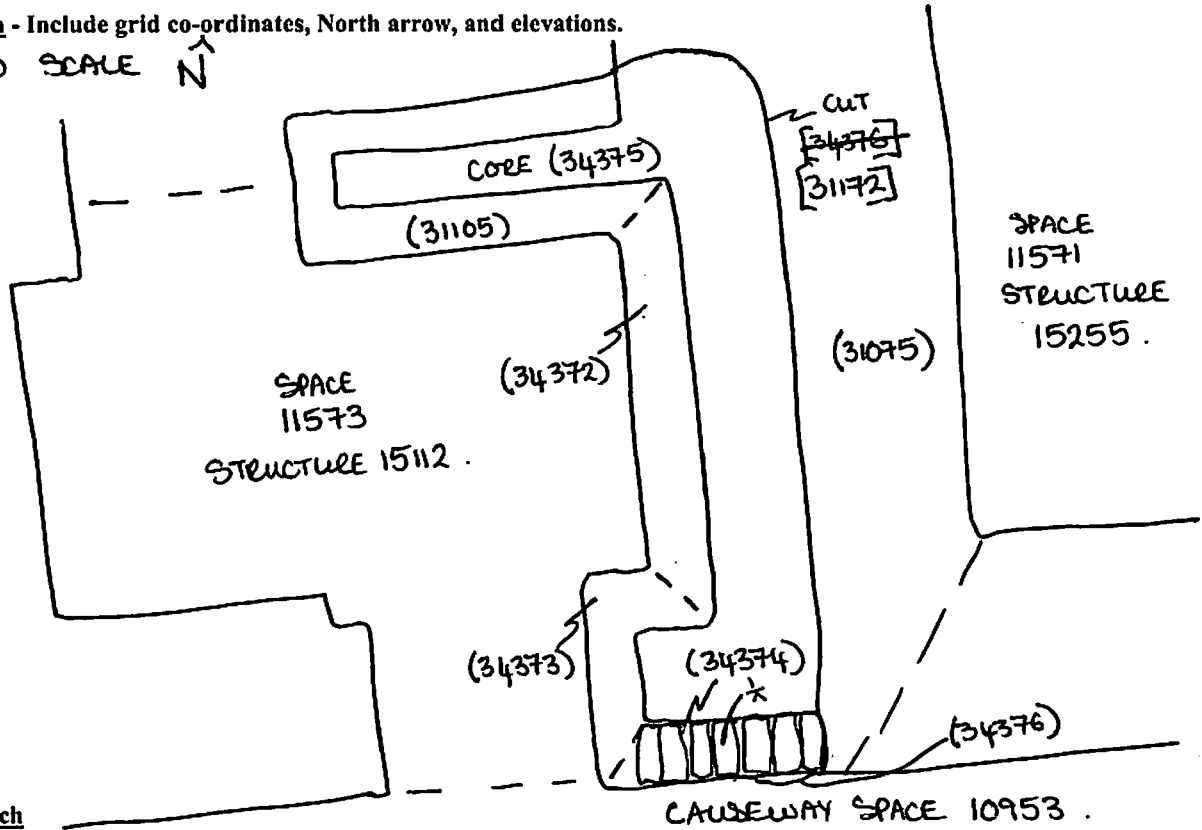 - Include grid co-ordinates, North arrow, and elevations.
SCALE N
CUT
[34376]
[31172]
CORE (34375)
(31105)
SPACE
11571
STRUCTURE
15255.
(34372)
(31075)
SPACE
11573
STRUCTURE 15112.
(34373)
(34374)
(34376)
CAUSEWAY SPACE 10953.